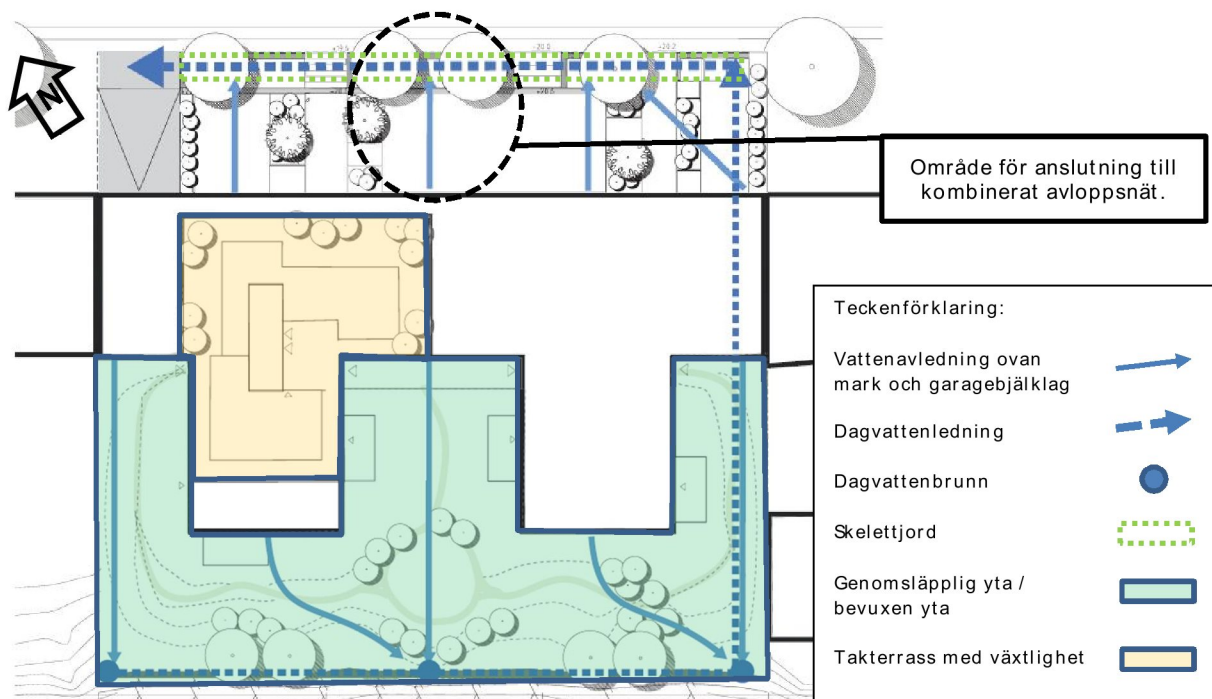 N
Område för anslutning till
kombinerat avloppsnät.
Teckenförklaring:
Vattenavledning ovan
mark och garagebjälklag
Dagvattenledning
Dagvattenbrunn
Skelettjord
Genomsläpplig yta /
bevuxen yta
Takterrass med växtlighet